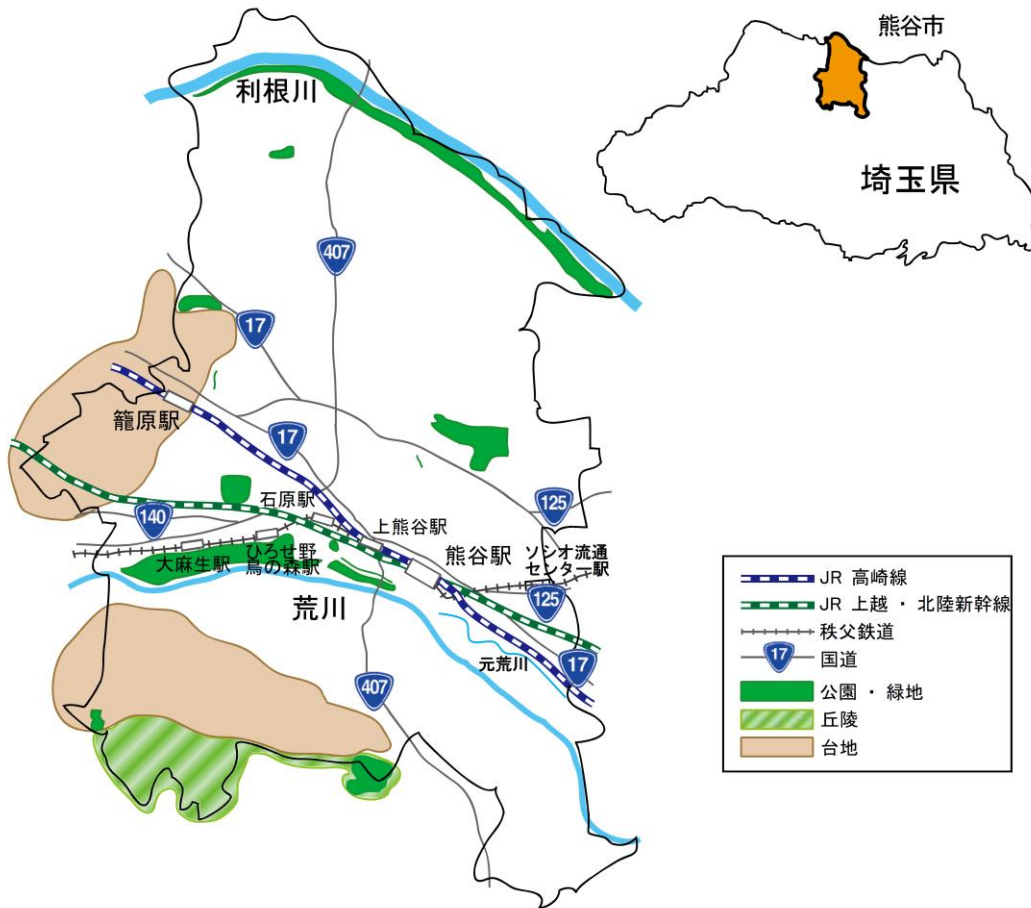 熊谷市
埼玉県
利根川
407
17
籠原駅
17
石原駅
140
上熊谷駅
125
大麻生駅
ひろせ野
鳥の森駅
熊谷駅
ソシオ流通
センター駅
荒川
125
元荒川
17
407
JR 高崎線
JR 上越 ・ 北陸新幹線
秩父鉄道
17
国道
公園 ・ 緑地
丘陵
台地